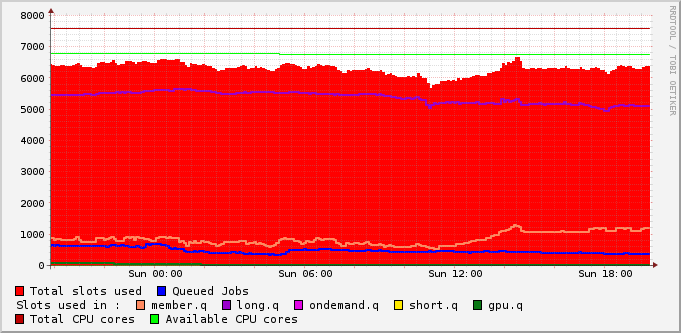 8000
7000
6000
5000
4000
3000
2000
1000
0
Sun 00:00 Sun 06:00 Sun 12:00 Sun 18:00
Total slots used Queued Jobs
Slots used in : member.q long.q ondemand.q short.q gpu.q
Total CPU cores Available CPU cores
RRDTOOL / TOBI OETIKER